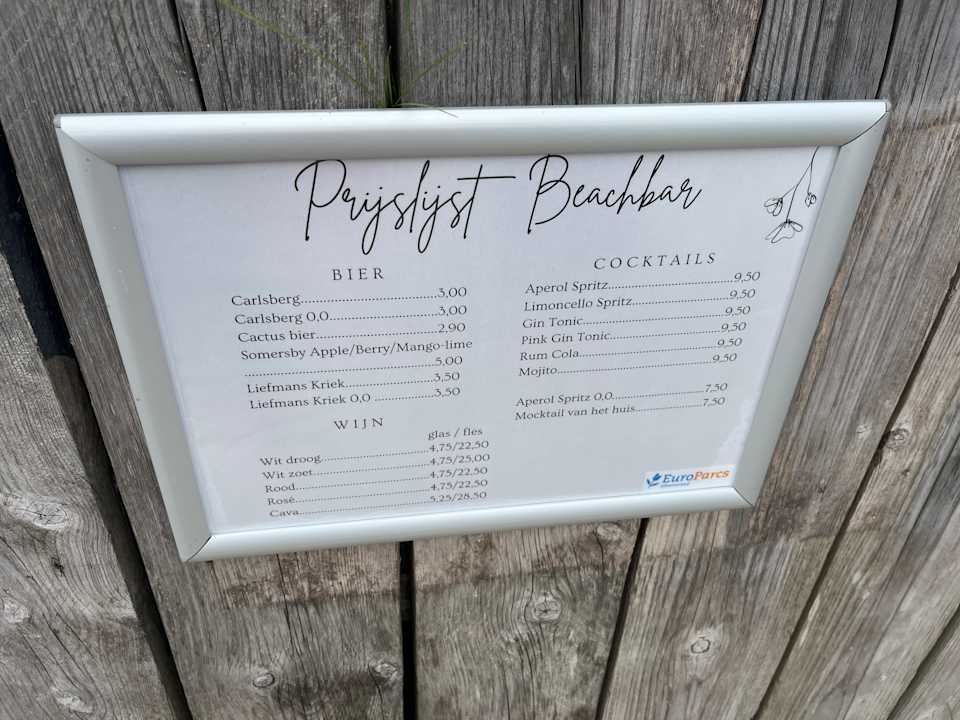 Prijslijst Beachbar
BIER
Carlsberg................................3,00
Carlsberg 0,0..........................3,00
Cactus bier.............................2,90
Somersby Apple/Berry/Mango-lime
................................................5,00
Liefmans Kriek......................3,50
Liefmans Kriek 0,0 ...............3,50
WIJN
glas / fles
Wit droog...........................4,75/22,50
Wit zoet.............................4,75/25,00
Rood..................................4,75/22,50
Rosé...................................4,75/22,50
Cava...................................5,25/28,50
COCKTAILS
Aperol Spritz................................9,50
Limoncello Spritz.........................9,50
Gin Tonic.....................................9,50
Pink Gin Tonic.............................9,50
Rum Cola.....................................9,50
Mojito..........................................9,50
Aperol Spritz 0,0..........................7,50
Mocktail van het huis..................7,50
EuroParcs